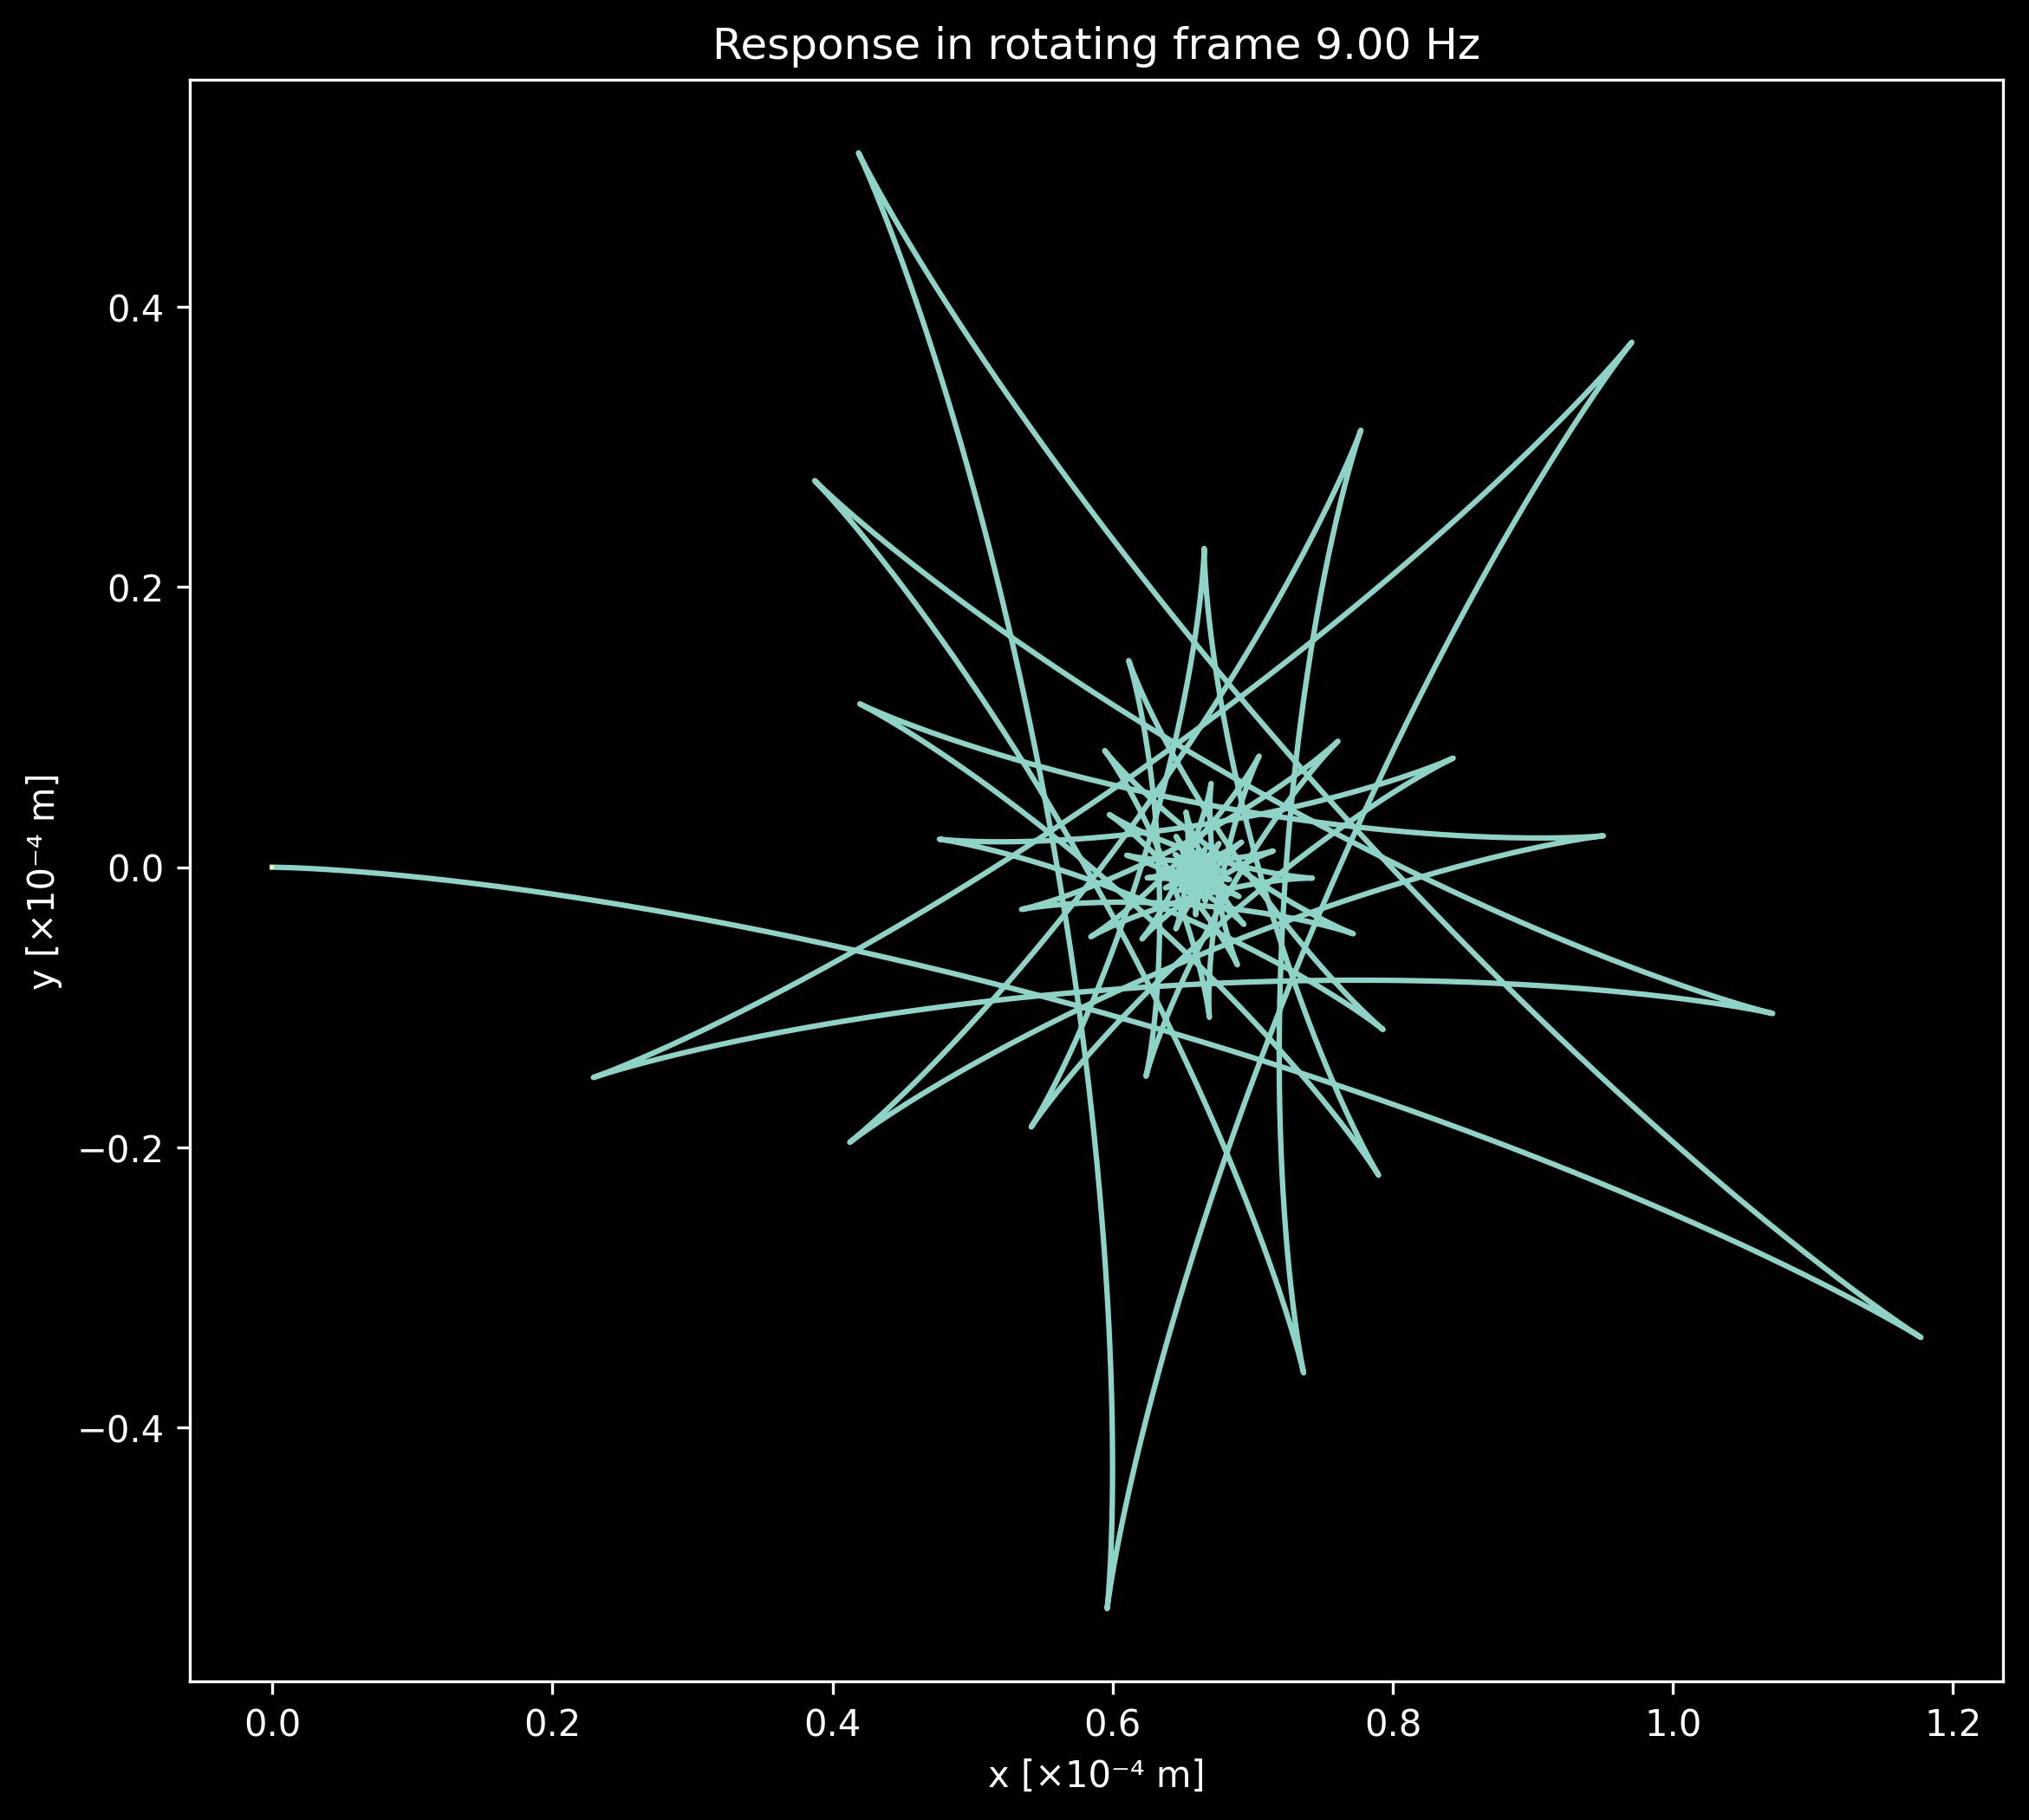 Response in rotating frame 9.00 Hz
0.4
0.2
0.0
−0.2
−0.4
y [×10⁻⁴ m]
0.0 0.2 0.4 0.6 0.8 1.0 1.2
x [×10⁻⁴ m]